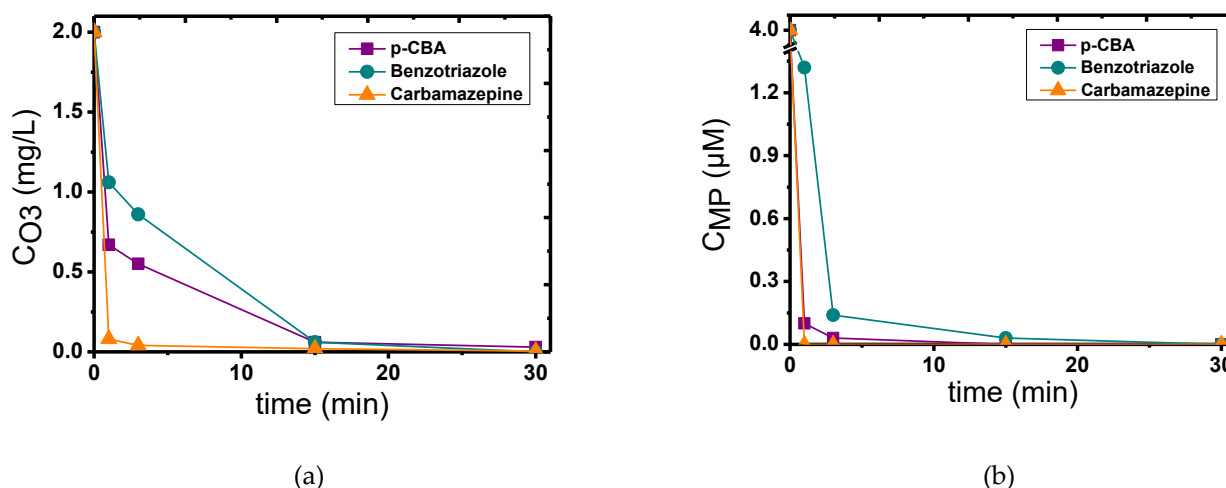 2.0
1.5
1.0
0.5
0.0
CO3 (mg/L)
p-CBA
Benzotriazole
Carbamazepine
0
10
20
30
time (min)
(a)
4.0
1.2
0.9
0.6
0.3
0.0
CMP (µM)
p-CBA
Benzotriazole
Carbamazepine
0
10
20
30
time (min)
(b)